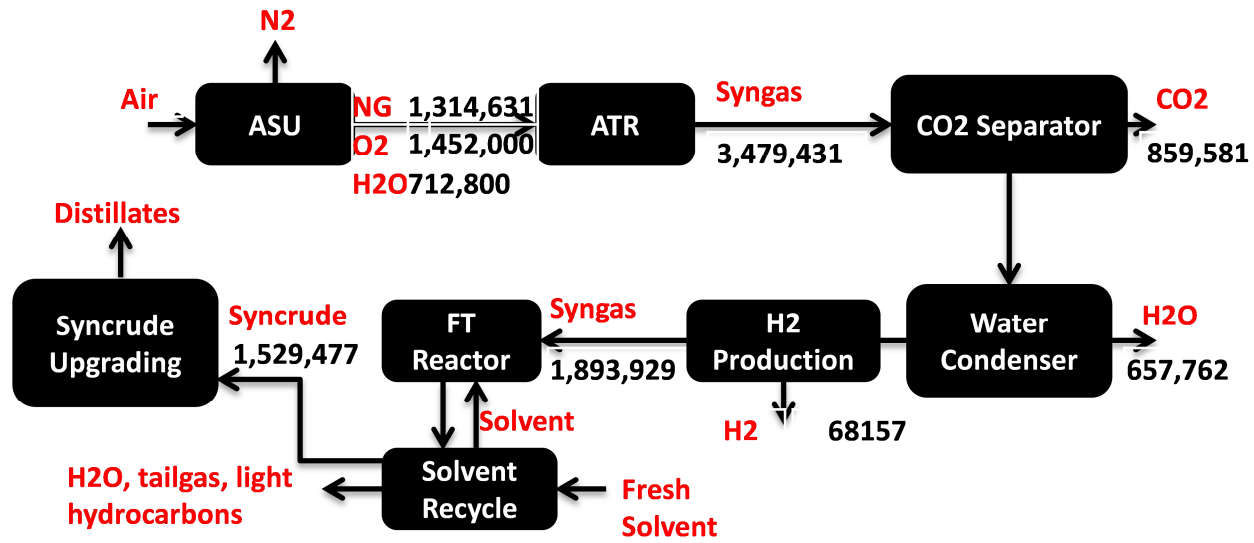 N2
Air
ASU
NG 1,314,631
O2 1,452,000
H2O 712,800
ATR
Syngas
3,479,431
CO2 Separator
CO2
859,581
Distillates
Syncrude
Upgrading
Syncrude
1,529,477
FT
Reactor
Syngas
1,893,929
H2
Production
Water
Condenser
H2O
657,762
Solvent
H2 68157
H2O, tailgas, light
hydrocarbons
Solvent
Recycle
Fresh
Solvent